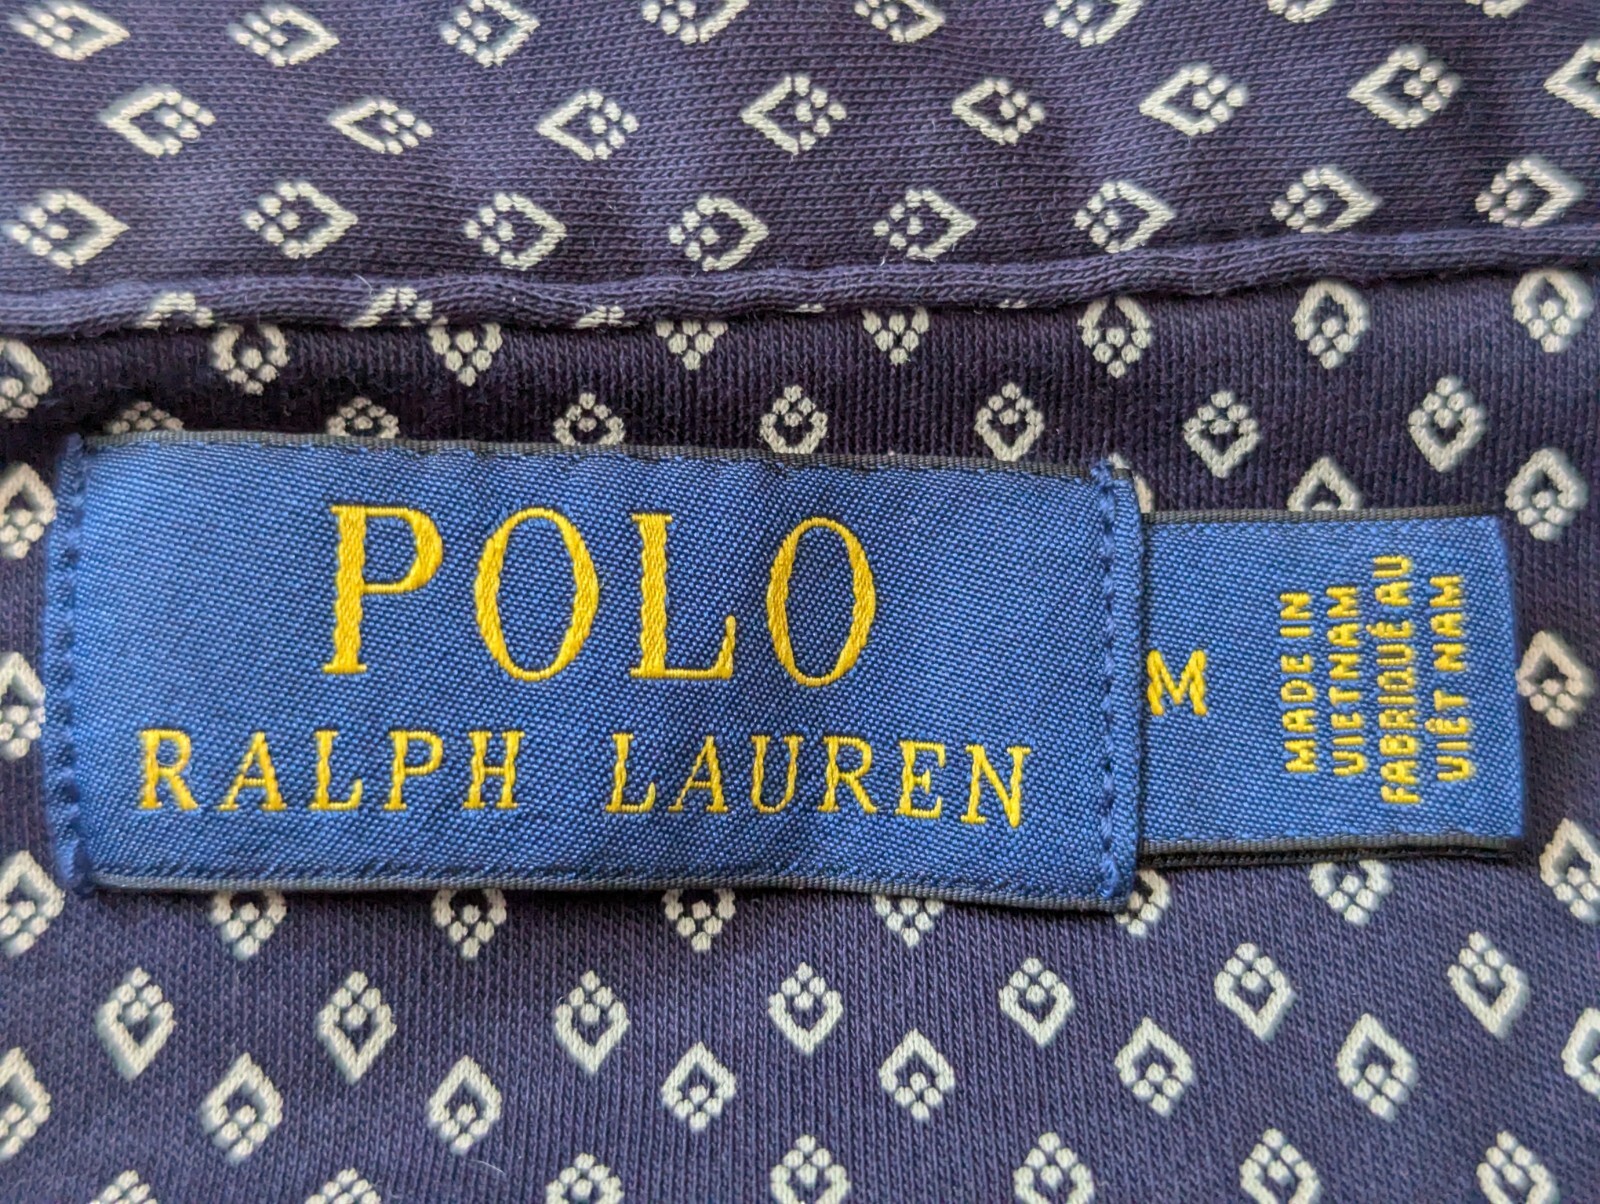 POLO
RALPH LAUREN
M
MADE IN
VIETNAM
FABRIQUÉ AU
VIÊT NAM